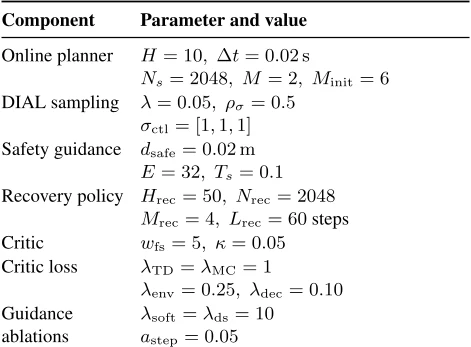 Component Parameter and value
Online planner H = 10, Δt = 0.02 s
Nₛ = 2048, M = 2, M_init = 6
DIAL sampling λ = 0.05, ρ_σ = 0.5
σ_ctl = [1, 1, 1]
Safety guidance d_safe = 0.02 m
E = 32, Tₛ = 0.1
Recovery policy H_rec = 50, N_rec = 2048
M_rec = 4, L_rec = 60 steps
Critic w_fs = 5, κ = 0.05
Critic loss λ_TD = λ_MC = 1
λ_env = 0.25, λ_dec = 0.10
Guidance λ_soft = λ_ds = 10
ablations a_step = 0.05